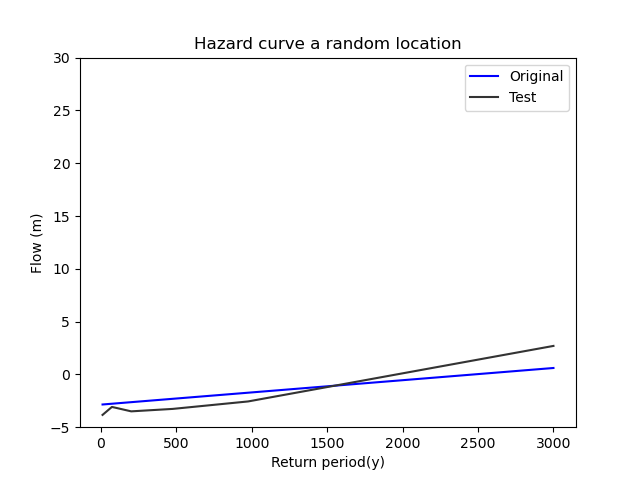 Hazard curve a random location
Original
Test
30
25
20
15
10
5
0
−5
Flow (m)
0 500 1000 1500 2000 2500 3000
Return period(y)